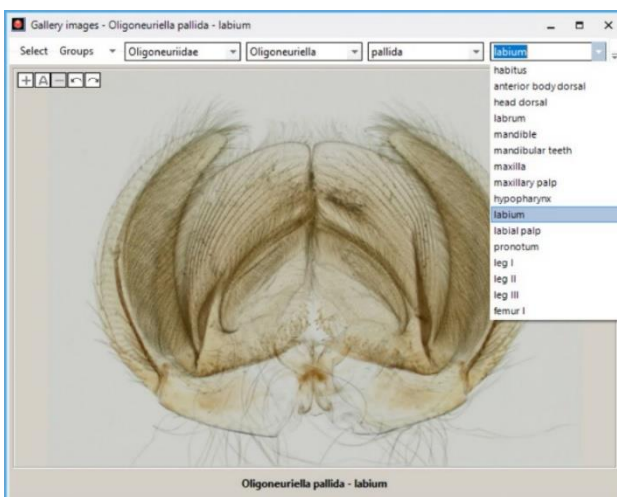 Gallery images - Oligoneuriella pallida - labium
Select Groups Oligoneuriidae Oligoneuriella pallida labium
habitus
anterior body dorsal
head dorsal
labrum
mandible
mandibular teeth
maxilla
maxillary palp
hypopharynx
labium
labial palp
pronotum
leg I
leg II
leg III
femur I
A
Oligoneuriella pallida - labium